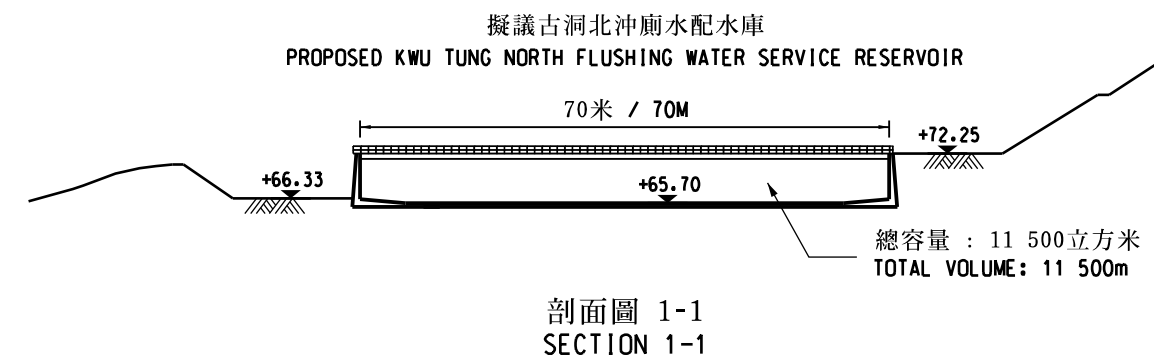 擬議古洞北沖廁水配水庫
PROPOSED KWU TUNG NORTH FLUSHING WATER SERVICE RESERVOIR
70米 / 70M
+72.25
+66.33
+65.70
總容量 : 11 500立方米
TOTAL VOLUME: 11 500m
剖面圖 1-1
SECTION 1-1